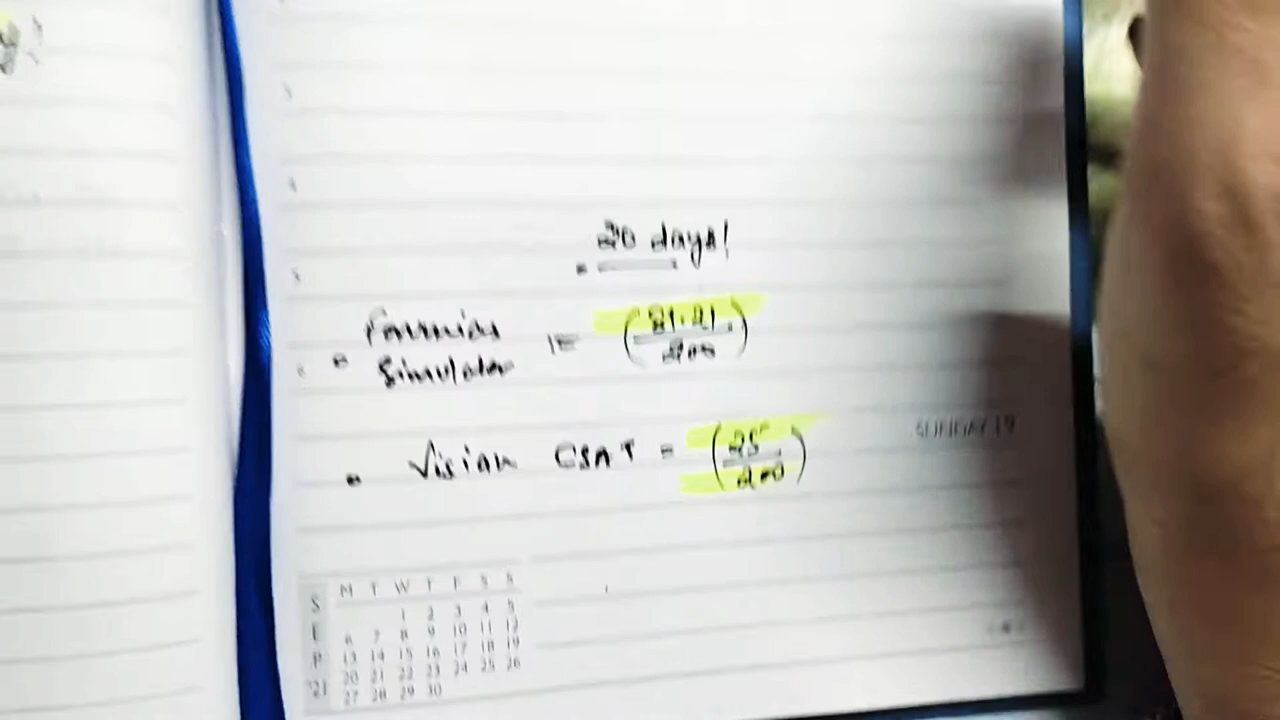 20 days!
Simulator = (81.21/200)
Vision CSAT = (25/200)
SUNDAY 19
M T W T F S S
S 1 2 3 4 5
E 6 7 8 9 10 11 12
P 13 14 15 16 17 18 19
20 21 22 23 24 25 26
'21 27 28 29 30